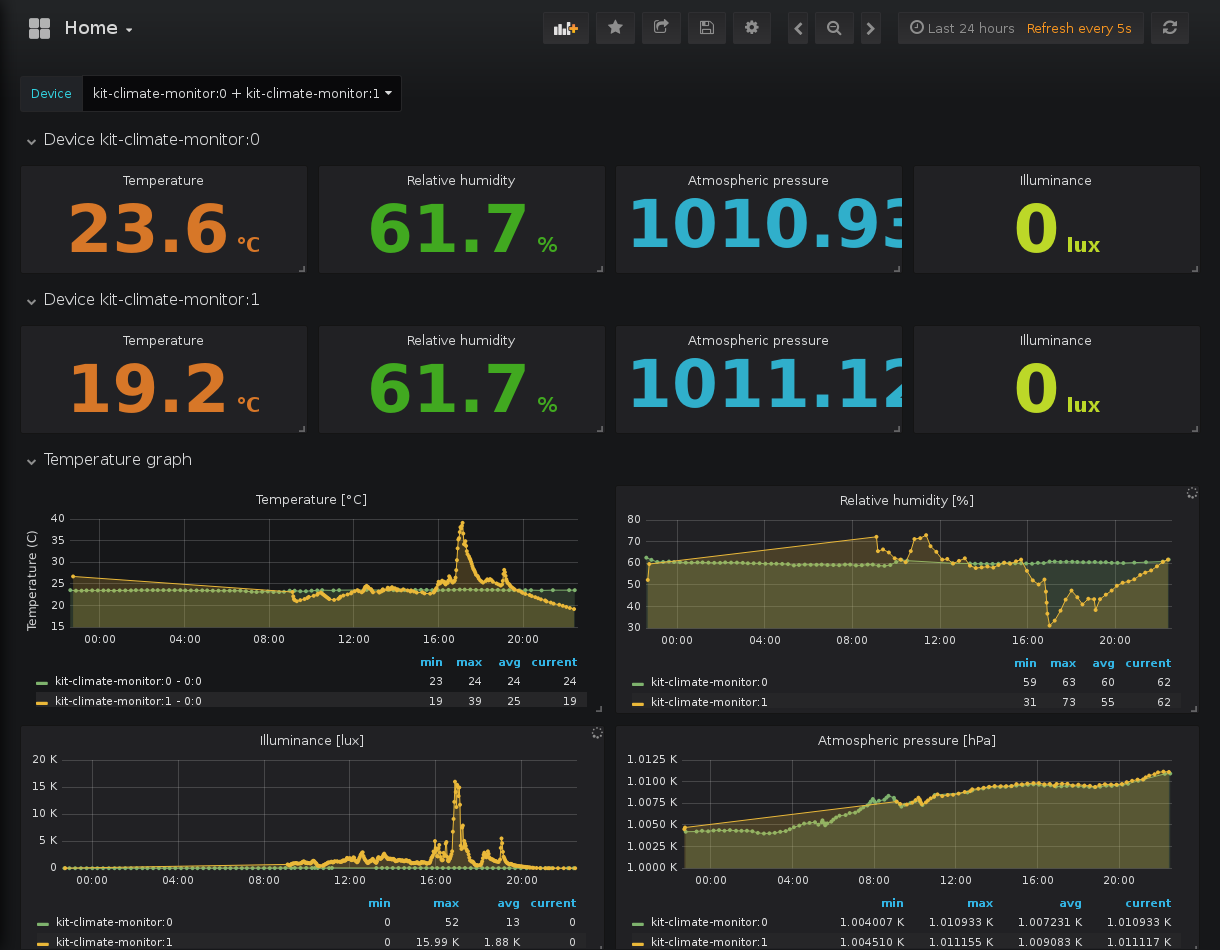 Home
Last 24 hours Refresh every 5s
Device kit-climate-monitor:0 + kit-climate-monitor:1
Device kit-climate-monitor:0
Temperature Relative humidity Atmospheric pressure Illuminance
23.6 °C 61.7 % 1010.93 0 lux
Device kit-climate-monitor:1
Temperature Relative humidity Atmospheric pressure Illuminance
19.2 °C 61.7 % 1011.12 0 lux
Temperature graph
Temperature [°C]
Temperature (C)
40
35
30
25
20
15
00:00 04:00 08:00 12:00 16:00 20:00
min max avg current
kit-climate-monitor:0 - 0:0 23 24 24 24
kit-climate-monitor:1 - 0:0 19 39 25 19
Relative humidity [%]
80
70
60
50
40
30
00:00 04:00 08:00 12:00 16:00 20:00
min max avg current
kit-climate-monitor:0 59 63 60 62
kit-climate-monitor:1 31 73 55 62
Illuminance [lux]
20 K
15 K
10 K
5 K
0
00:00 04:00 08:00 12:00 16:00 20:00
min max avg current
kit-climate-monitor:0 0 52 13 0
kit-climate-monitor:1 0 15.99 K 1.88 K 0
Atmospheric pressure [hPa]
1.0125 K
1.0100 K
1.0075 K
1.0050 K
1.0025 K
1.0000 K
00:00 04:00 08:00 12:00 16:00 20:00
min max avg current
kit-climate-monitor:0 1.004007 K 1.010933 K 1.007231 K 1.010933 K
kit-climate-monitor:1 1.004510 K 1.011155 K 1.009083 K 1.011117 K